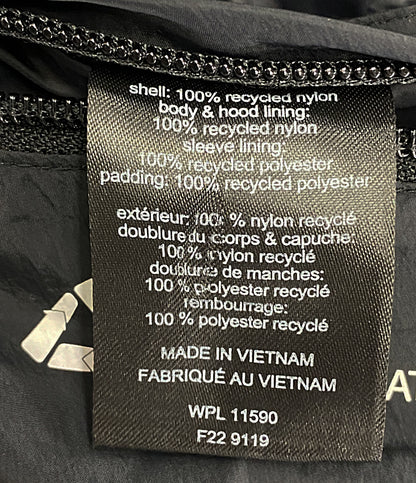 shell: 100% recycled nylon
body & hood lining:
100% recycled nylon
sleeve lining:
100% recycled polyester
padding: 100% recycled polyester
extérieur: 100 % nylon recyclé
doublure du corps & capuche:
100 % nylon recyclé
doublure de manches:
100 % polyester recyclé
rembourrage:
100 % polyester recyclé
MADE IN VIETNAM
FABRIQUÉ AU VIETNAM
WPL 11590
F22 9119
AT